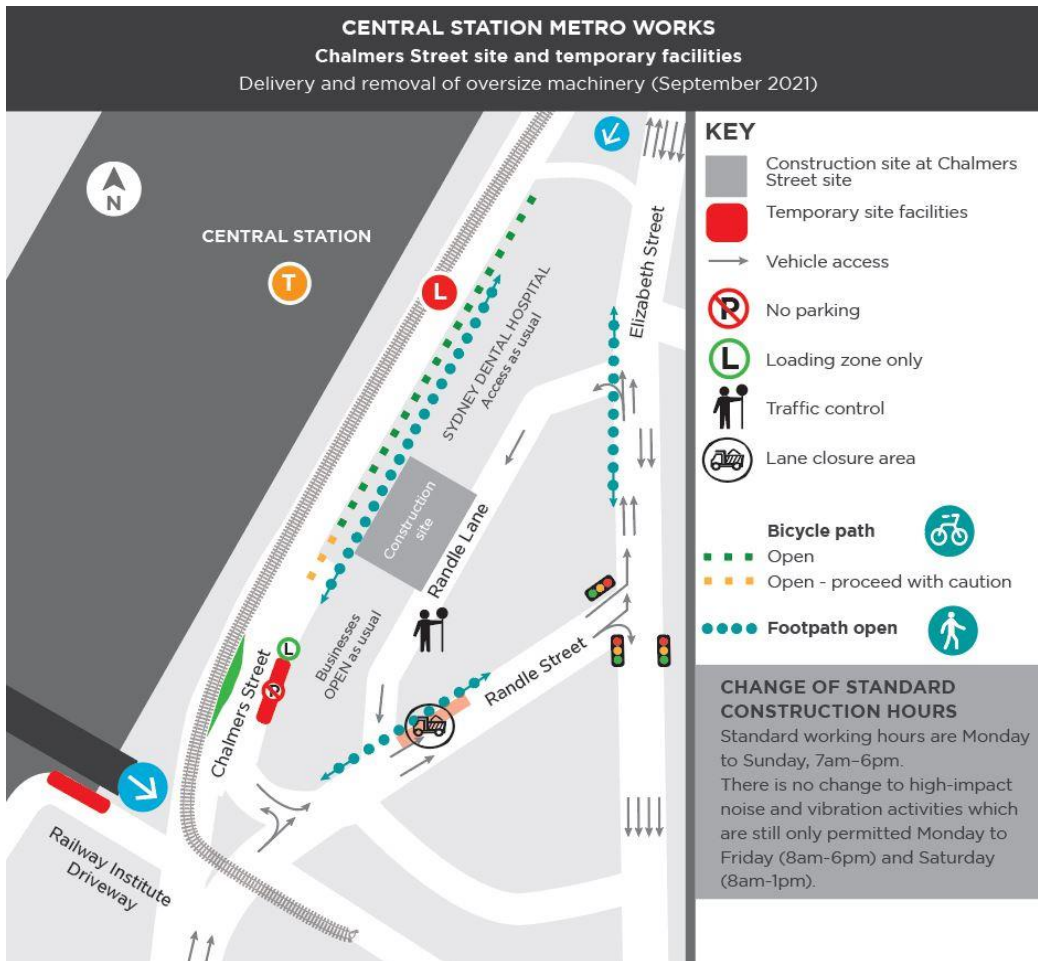 CENTRAL STATION METRO WORKS
Chalmers Street site and temporary facilities
Delivery and removal of oversize machinery (September 2021)
N
CENTRAL STATION
T
L
SYDNEY DENTAL HOSPITAL
Access as usual
Elizabeth Street
Construction
site
Randle Lane
Businesses
OPEN as usual
L
P
Chalmers Street
Randle Street
Railway Institute
Driveway
KEY
Construction site at Chalmers
Street site
Temporary site facilities
Vehicle access
P
No parking
L
Loading zone only
Traffic control
Lane closure area
Bicycle path
Open
Open - proceed with caution
Footpath open
CHANGE OF STANDARD
CONSTRUCTION HOURS
Standard working hours are Monday
to Sunday, 7am–6pm.
There is no change to high-impact
noise and vibration activities which
are still only permitted Monday to
Friday (8am-6pm) and Saturday
(8am-1pm).